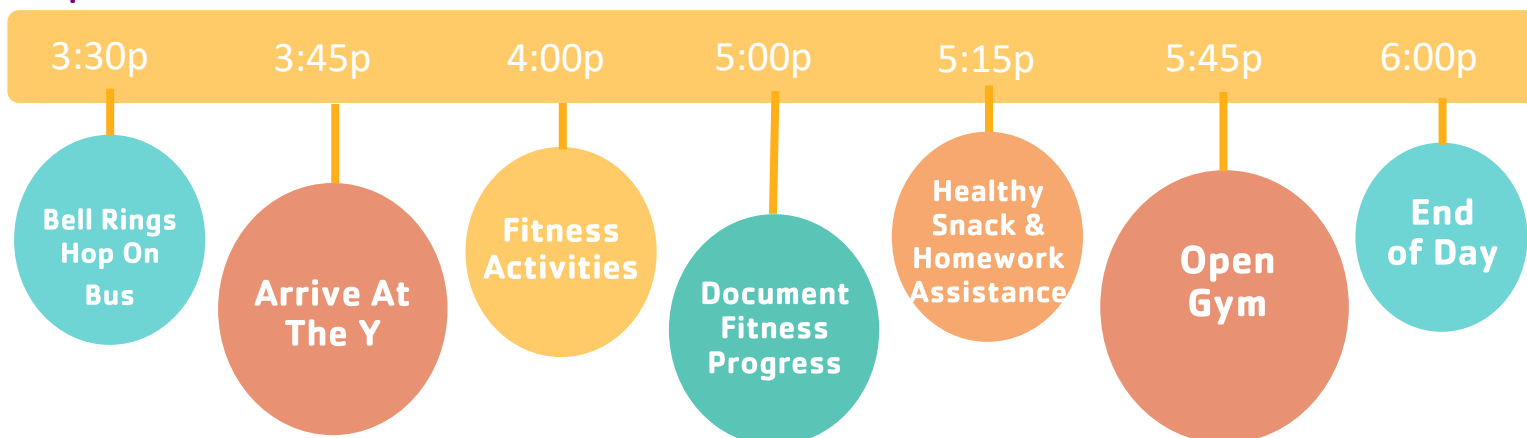 3:30p 3:45p 4:00p 5:00p 5:15p 5:45p 6:00p
Bell Rings
Hop On
Bus
Arrive At
The Y
Fitness
Activities
Document
Fitness
Progress
Healthy
Snack &
Homework
Assistance
Open
Gym
End
of Day